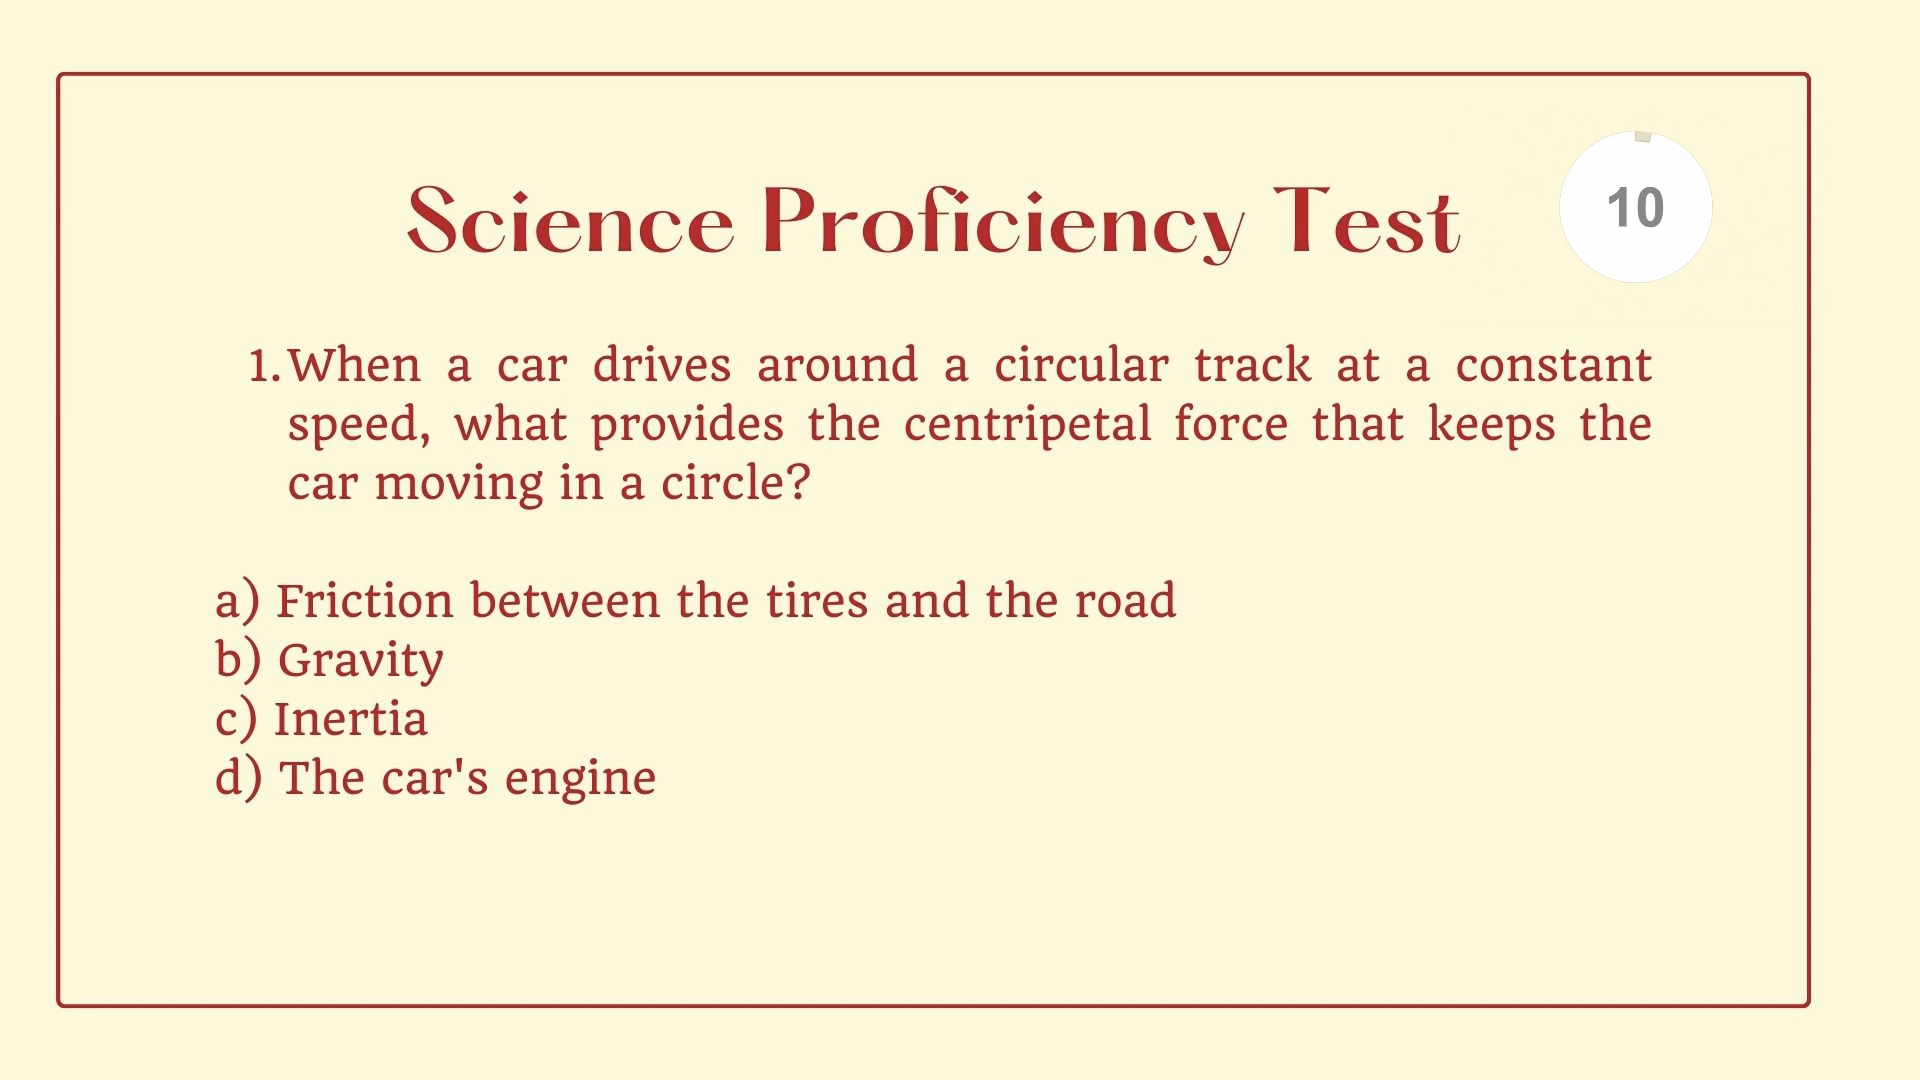 Science Proficiency Test
10
1. When a car drives around a circular track at a constant
speed, what provides the centripetal force that keeps the
car moving in a circle?
a) Friction between the tires and the road
b) Gravity
c) Inertia
d) The car's engine